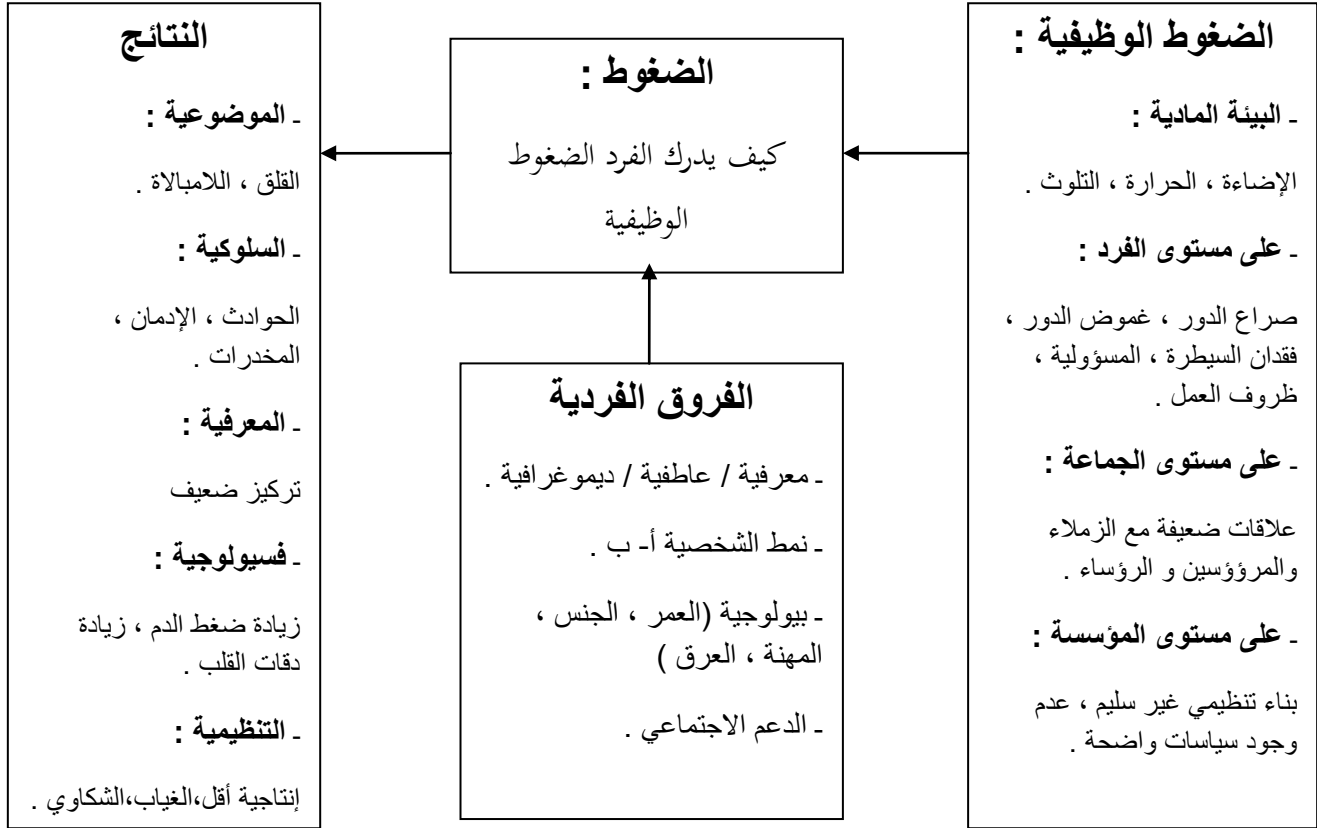 الضغوط الوظيفية :
ـ البيئة المادية :
الإضاءة ، الحرارة ، التلوث .
ـ على مستوى الفرد :
صراع الدور ، غموض الدور ،
فقدان السيطرة ، المسؤولية ،
ظروف العمل .
ـ على مستوى الجماعة :
علاقات ضعيفة مع الزملاء
والمرؤوسين و الرؤساء .
ـ على مستوى المؤسسة :
بناء تنظيمي غير سليم ، عدم
وجود سياسات واضحة .
الضغوط :
كيف يدرك الفرد الضغوط
الوظيفية
الفروق الفردية
ـ معرفية / عاطفية / ديموغرافية .
ـ نمط الشخصية أ- ب .
ـ بيولوجية (العمر ، الجنس ،
المهنة ، العرق )
ـ الدعم الاجتماعي .
النتائج
ـ الموضوعية :
القلق ، اللامبالاة .
ـ السلوكية :
الحوادث ، الإدمان ،
المخدرات .
ـ المعرفية :
تركيز ضعيف
ـ فسيولوجية :
زيادة ضغط الدم ، زيادة
دقات القلب .
ـ التنظيمية :
إنتاجية أقل،الغياب،الشكاوي .